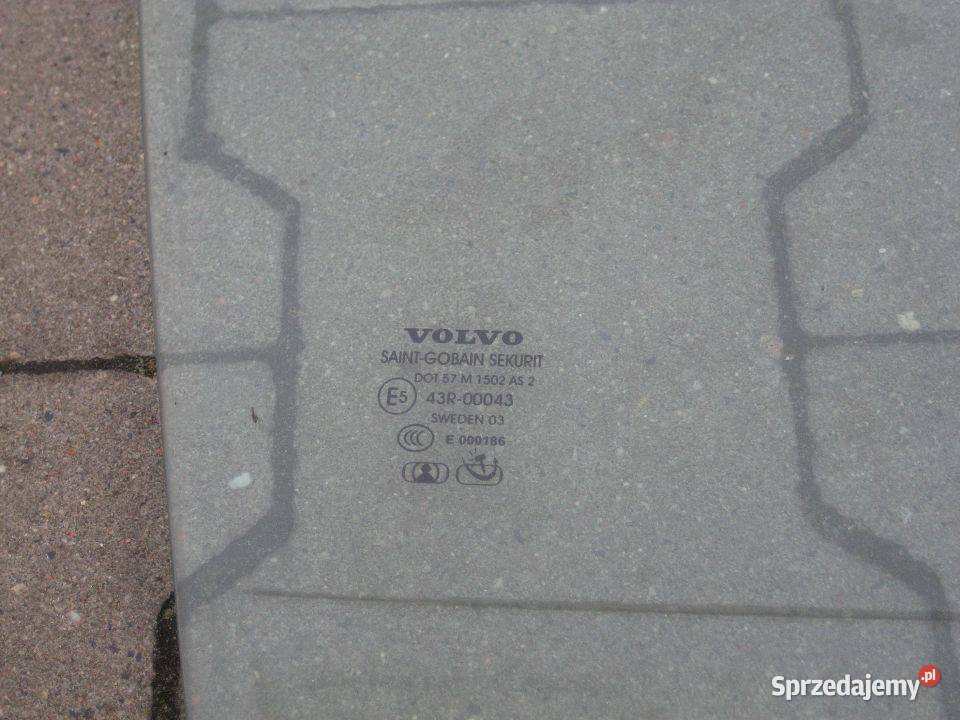 VOLVO
SAINT-GOBAIN SEKURIT
DOT 57 M 1502 AS 2
E5 43R-00043
SWEDEN 03
CCC E 000186
Sprzedajemy.pl